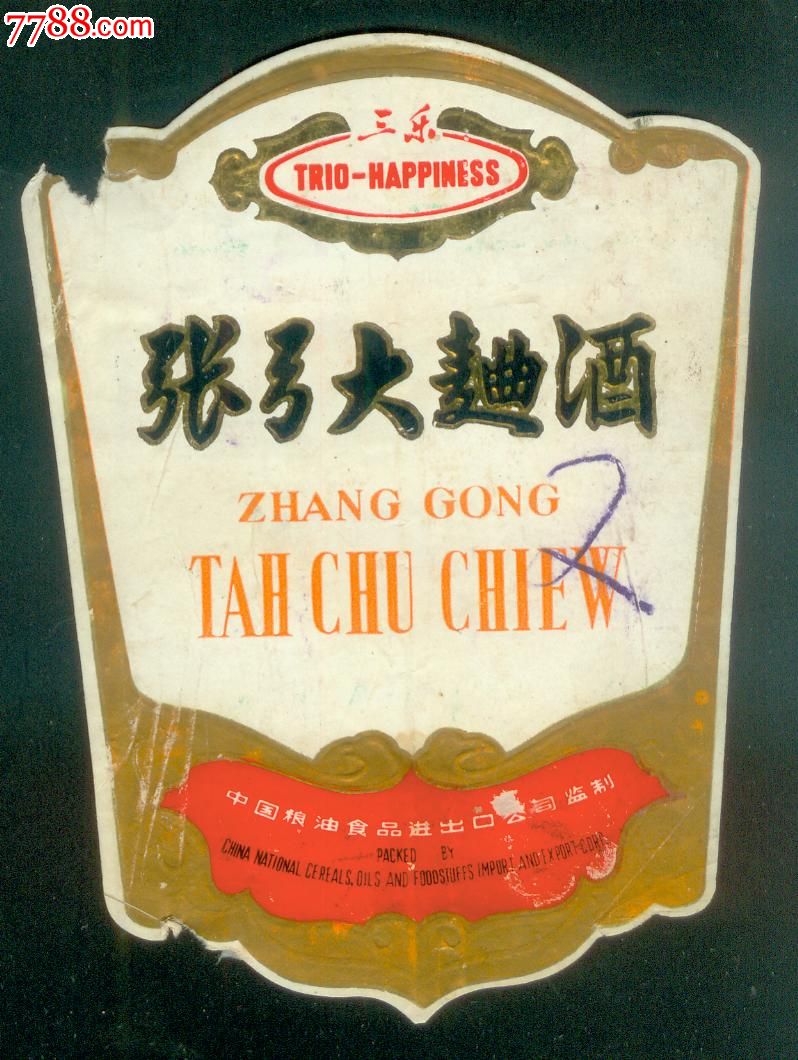 7788.com
三乐
TRIO-HAPPINESS
张弓大麯酒
ZHANG GONG
TAH CHU CHIEW
2
中国粮油食品进出口公司监制
PACKED BY
CHINA NATIONAL CEREALS, OILS AND FOODSTUFFS IMPORT AND EXPORT CORP.